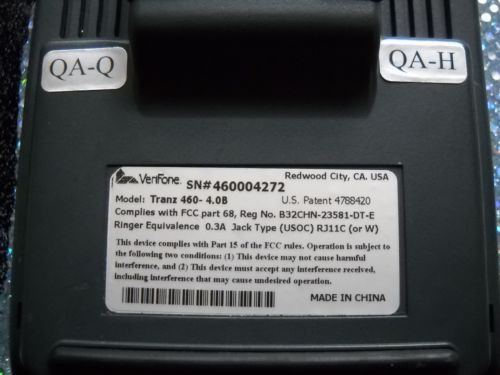 QA-Q
QA-H
VeriFone. SN#460004272 Redwood City, CA. USA
Model: Tranz 460- 4.0B U.S. Patent 4788420
Complies with FCC part 68, Reg No. B32CHN-23581-DT-E
Ringer Equivalence 0.3A Jack Type (USOC) RJ11C (or W)
This device complies with Part 15 of the FCC rules. Operation is subject to
the following two conditions: (1) This device may not cause harmful
interference, and (2) This device must accept any interference received,
including interference that may cause undesired operation.
MADE IN CHINA